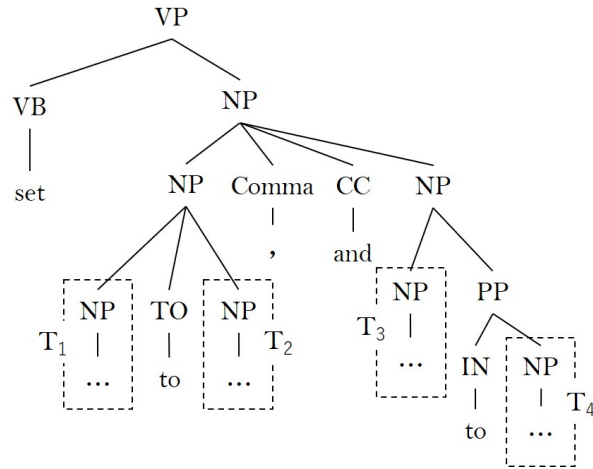 VP
VB NP
set
NP Comma CC NP
, and
NP TO NP NP PP
T1 T2 T3
... to ... ... IN NP
T4
to ...